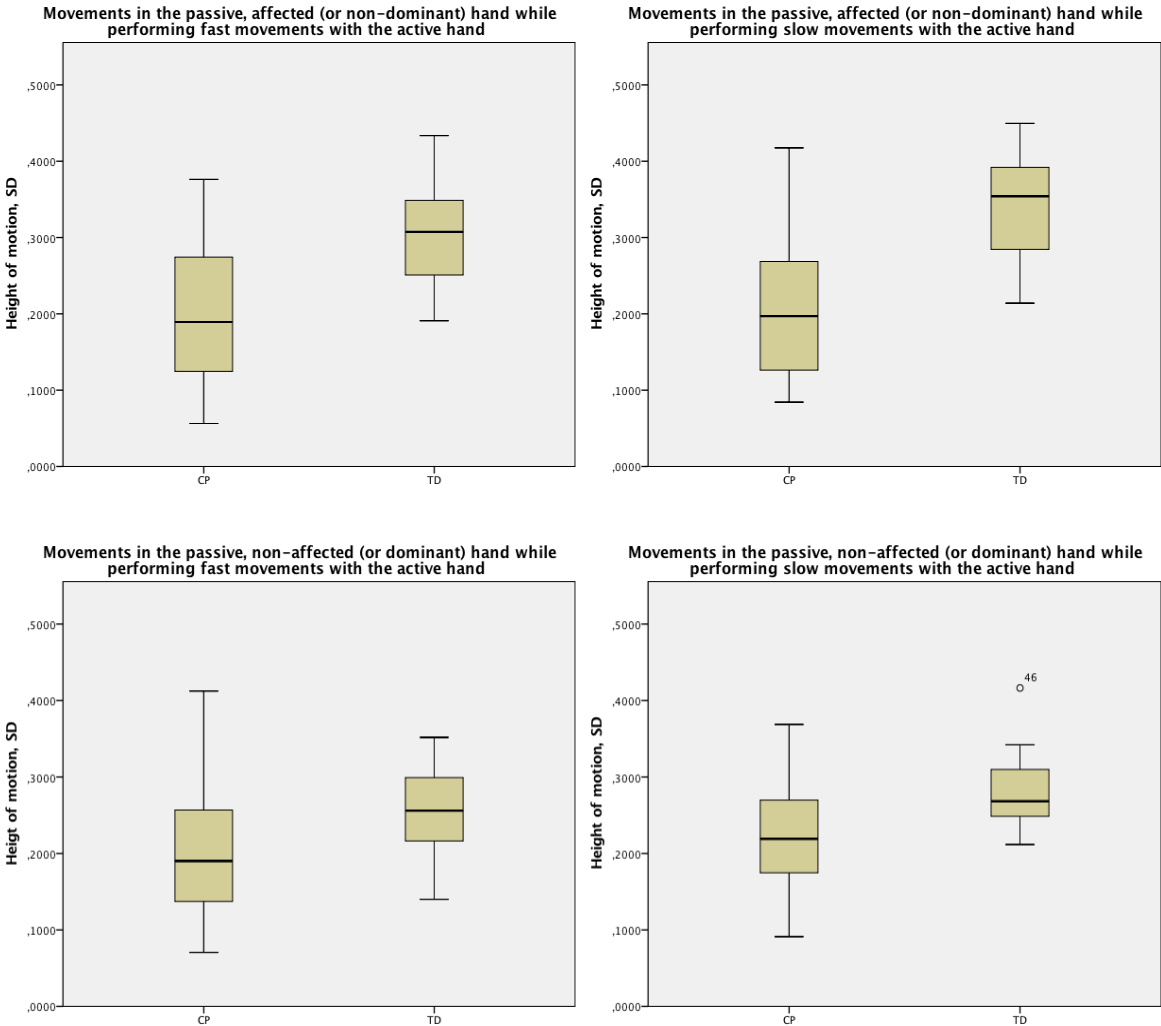 Movements in the passive, affected (or non-dominant) hand while
performing fast movements with the active hand
Height of motion, SD
,5000
,4000
,3000
,2000
,1000
,0000
CP
TD
Movements in the passive, affected (or non-dominant) hand while
performing slow movements with the active hand
Height of motion, SD
,5000
,4000
,3000
,2000
,1000
,0000
CP
TD
Movements in the passive, non-affected (or dominant) hand while
performing fast movements with the active hand
Heigt of motion, SD
,5000
,4000
,3000
,2000
,1000
,0000
CP
TD
Movements in the passive, non-affected (or dominant) hand while
performing slow movements with the active hand
Height of motion, SD
,5000
,4000
,3000
,2000
,1000
,0000
46
CP
TD